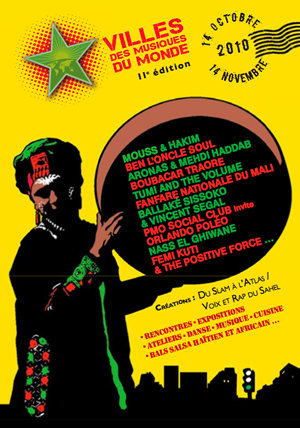 VILLES
DES MUSIQUES
DU MONDE
11e édition
14 OCTOBRE
2010
14 NOVEMBRE
MOUSS & HAKIM
BEN L'ONCLE SOUL
ARONAS & MEHDI HADDAB
BOUBACAR TRAORE
TUMI AND THE VOLUME
FANFARE NATIONALE DU MALI
BALLAKÉ SISSOKO
& VINCENT SEGAL
PMO SOCIAL CLUB invite
ORLANDO POLÉO
NASS EL GHIWANE
FEMI KUTI
& THE POSITIVE FORCE ...
CRÉATIONS : DU SLAM À L'ATLAS /
VOIX ET RAP DU SAHEL
• RENCONTRES • EXPOSITIONS
• ATELIERS • DANSE • MUSIQUE • CUISINE
• BALS SALSA HAÏTIEN ET AFRICAIN ...